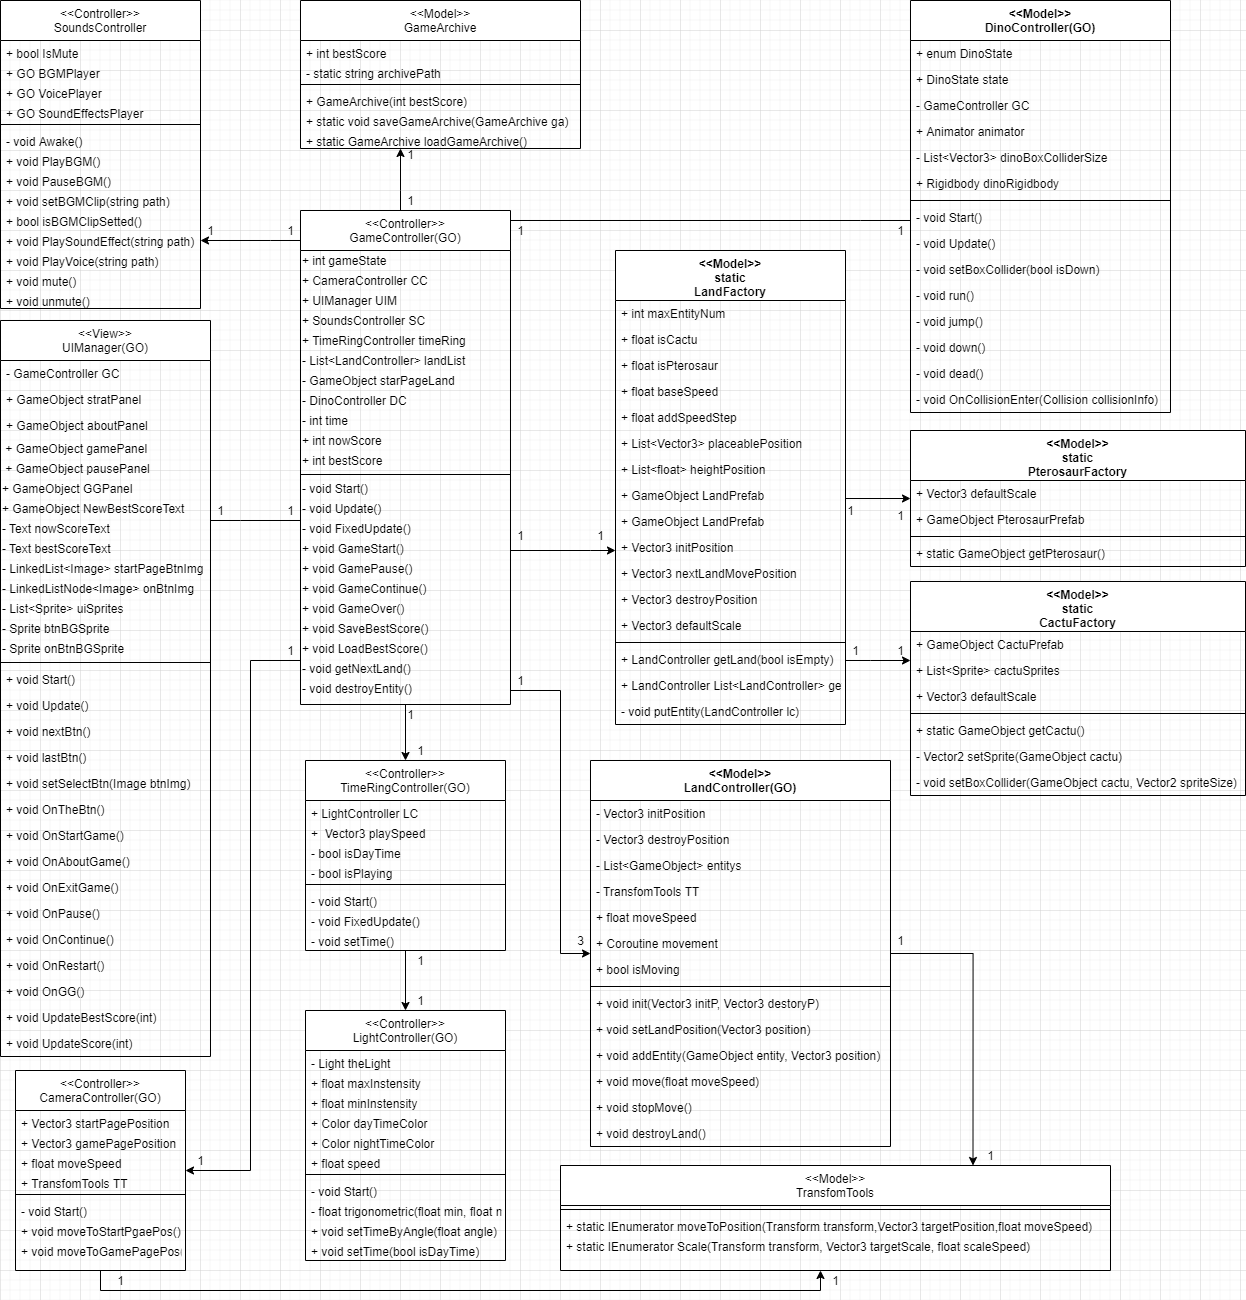 <<Controller>>
SoundsController
+ bool IsMute
+ GO BGMPlayer
+ GO VoicePlayer
+ GO SoundEffectsPlayer
- void Awake()
+ void PlayBGM()
+ void PauseBGM()
+ void setBGMClip(string path)
+ bool isBGMClipSetted()
+ void PlaySoundEffect(string path)
+ void PlayVoice(string path)
+ void mute()
+ void unmute()
<<Model>>
GameArchive
+ int bestScore
- static string archivePath
+ GameArchive(int bestScore)
+ static void saveGameArchive(GameArchive ga)
+ static GameArchive loadGameArchive()
<<Model>>
DinoController(GO)
+ enum DinoState
+ DinoState state
- GameController GC
+ Animator animator
- List<Vector3> dinoBoxColliderSize
+ Rigidbody dinoRigidbody
- void Start()
- void Update()
- void setBoxCollider(bool isDown)
- void run()
- void jump()
- void down()
- void dead()
- void OnCollisionEnter(Collision collisionInfo)
1
1
1
1
1
1
<<Controller>>
GameController(GO)
+ int gameState
+ CameraController CC
+ UIManager UIM
+ SoundsController SC
+ TimeRingController timeRing
- List<LandController> landList
- GameObject starPageLand
- DinoController DC
- int time
+ int nowScore
+ int bestScore
- void Start()
- void Update()
- void FixedUpdate()
+ void GameStart()
+ void GamePause()
+ void GameContinue()
+ void GameOver()
+ void SaveBestScore()
+ void LoadBestScore()
- void getNextLand()
- void destroyEntity()
<<View>>
UIManager(GO)
- GameController GC
+ GameObject stratPanel
+ GameObject aboutPanel
+ GameObject gamePanel
+ GameObject pausePanel
+ GameObject GGPanel
+ GameObject NewBestScoreText
- Text nowScoreText
- Text bestScoreText
- LinkedList<Image> startPageBtnImg
- LinkedListNode<Image> onBtnImg
- List<Sprite> uiSprites
- Sprite btnBGSprite
- Sprite onBtnBGSprite
+ void Start()
+ void Update()
+ void nextBtn()
+ void lastBtn()
+ void setSelectBtn(Image btnImg)
+ void OnTheBtn()
+ void OnStartGame()
+ void OnAboutGame()
+ void OnExitGame()
+ void OnPause()
+ void OnContinue()
+ void OnRestart()
+ void OnGG()
+ void UpdateBestScore(int)
+ void UpdateScore(int)
1
1
1
1
<<Model>>
static
LandFactory
+ int maxEntityNum
+ float isCactu
+ float isPterosaur
+ float baseSpeed
+ float addSpeedStep
+ List<Vector3> placeablePosition
+ List<float> heightPosition
+ GameObject LandPrefab
+ GameObject LandPrefab
+ Vector3 initPosition
+ Vector3 nextLandMovePosition
+ Vector3 destroyPosition
+ Vector3 defaultScale
+ LandController getLand(bool isEmpty)
+ LandController List<LandController> ge
- void putEntity(LandController lc)
1
1
1
1
<<Model>>
static
PterosaurFactory
+ Vector3 defaultScale
+ GameObject PterosaurPrefab
+ static GameObject getPterosaur()
<<Model>>
static
CactuFactory
+ GameObject CactuPrefab
+ List<Sprite> cactuSprites
+ Vector3 defaultScale
+ static GameObject getCactu()
- Vector2 setSprite(GameObject cactu)
- void setBoxCollider(GameObject cactu, Vector2 spriteSize)
1
1
1
1
<<Controller>>
TimeRingController(GO)
+ LightController LC
+  Vector3 playSpeed
- bool isDayTime
- bool isPlaying
- void Start()
- void FixedUpdate()
- void setTime()
1
1
<<Controller>>
LightController(GO)
- Light theLight
+ float maxInstensity
+ float minInstensity
+ Color dayTimeColor
+ Color nightTimeColor
+ float speed
- void Start()
- float trigonometric(float min, float n
+ void setTimeByAngle(float angle)
+ void setTime(bool isDayTime)
3
<<Model>>
LandController(GO)
- Vector3 initPosition
- Vector3 destroyPosition
- List<GameObject> entitys
- TransfomTools TT
+ float moveSpeed
+ Coroutine movement
+ bool isMoving
+ void init(Vector3 initP, Vector3 destoryP)
+ void setLandPosition(Vector3 position)
+ void addEntity(GameObject entity, Vector3 position)
+ void move(float moveSpeed)
+ void stopMove()
+ void destroyLand()
1
1
<<Controller>>
CameraController(GO)
+ Vector3 startPagePosition
+ Vector3 gamePagePosition
+ float moveSpeed
+ TransfomTools TT
- void Start()
+ void moveToStartPgaePos()
+ void moveToGamePagePos(
1
<<Model>>
TransfomTools
+ static IEnumerator moveToPosition(Transform transform,Vector3 targetPosition,float moveSpeed)
+ static IEnumerator Scale(Transform transform, Vector3 targetScale, float scaleSpeed)
1
1